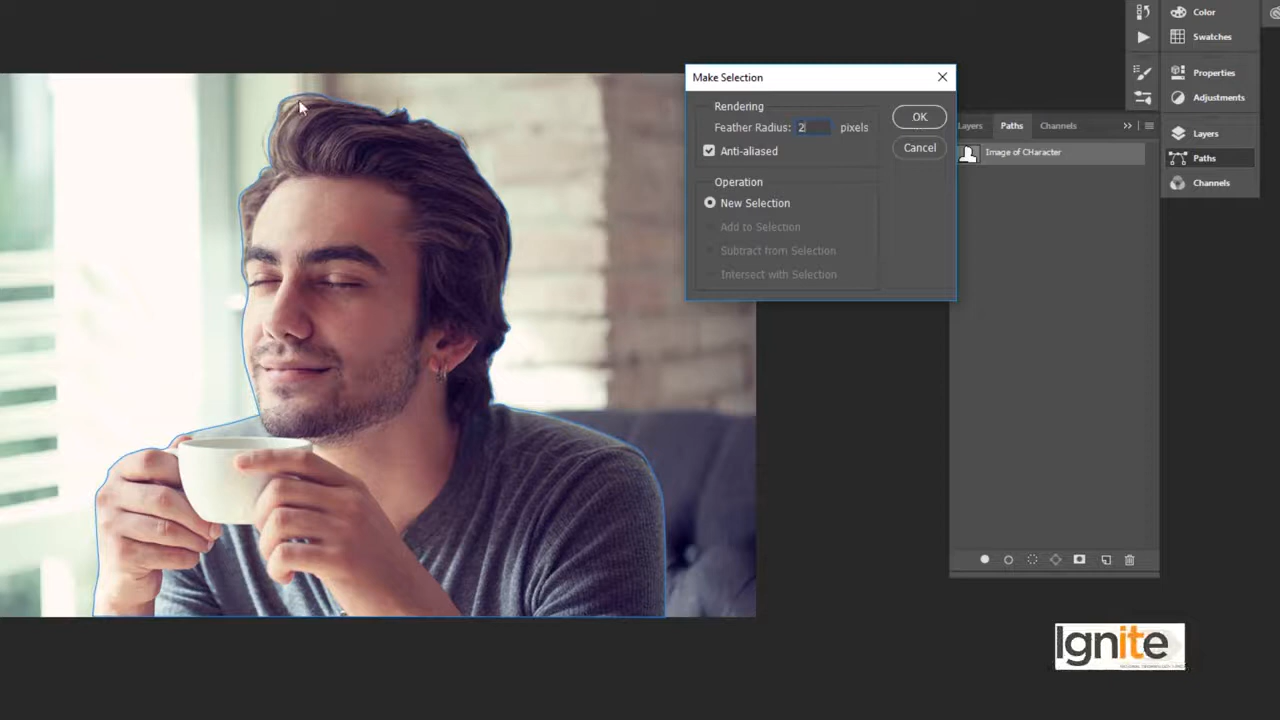 Color
Swatches
Properties
Adjustments
Layers
Paths
Channels
Make Selection
Rendering
Feather Radius: 2 pixels
Anti-aliased
OK
Cancel
Operation
New Selection
Add to Selection
Subtract from Selection
Intersect with Selection
Layers Paths Channels
Image of CHaracter
Ignite